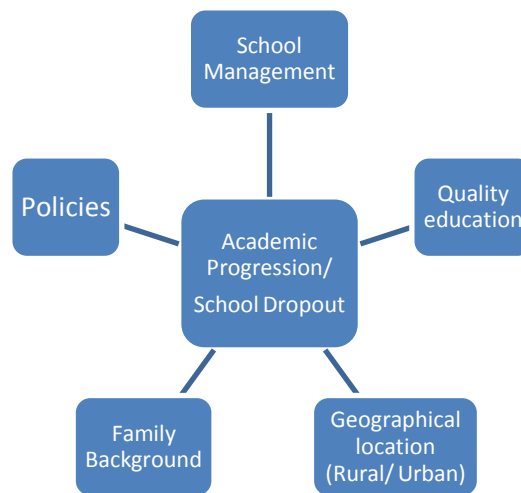 School
Management
Policies
Quality
education
Academic
Progression/
School Dropout
Family
Background
Geographical
location
(Rural/ Urban)